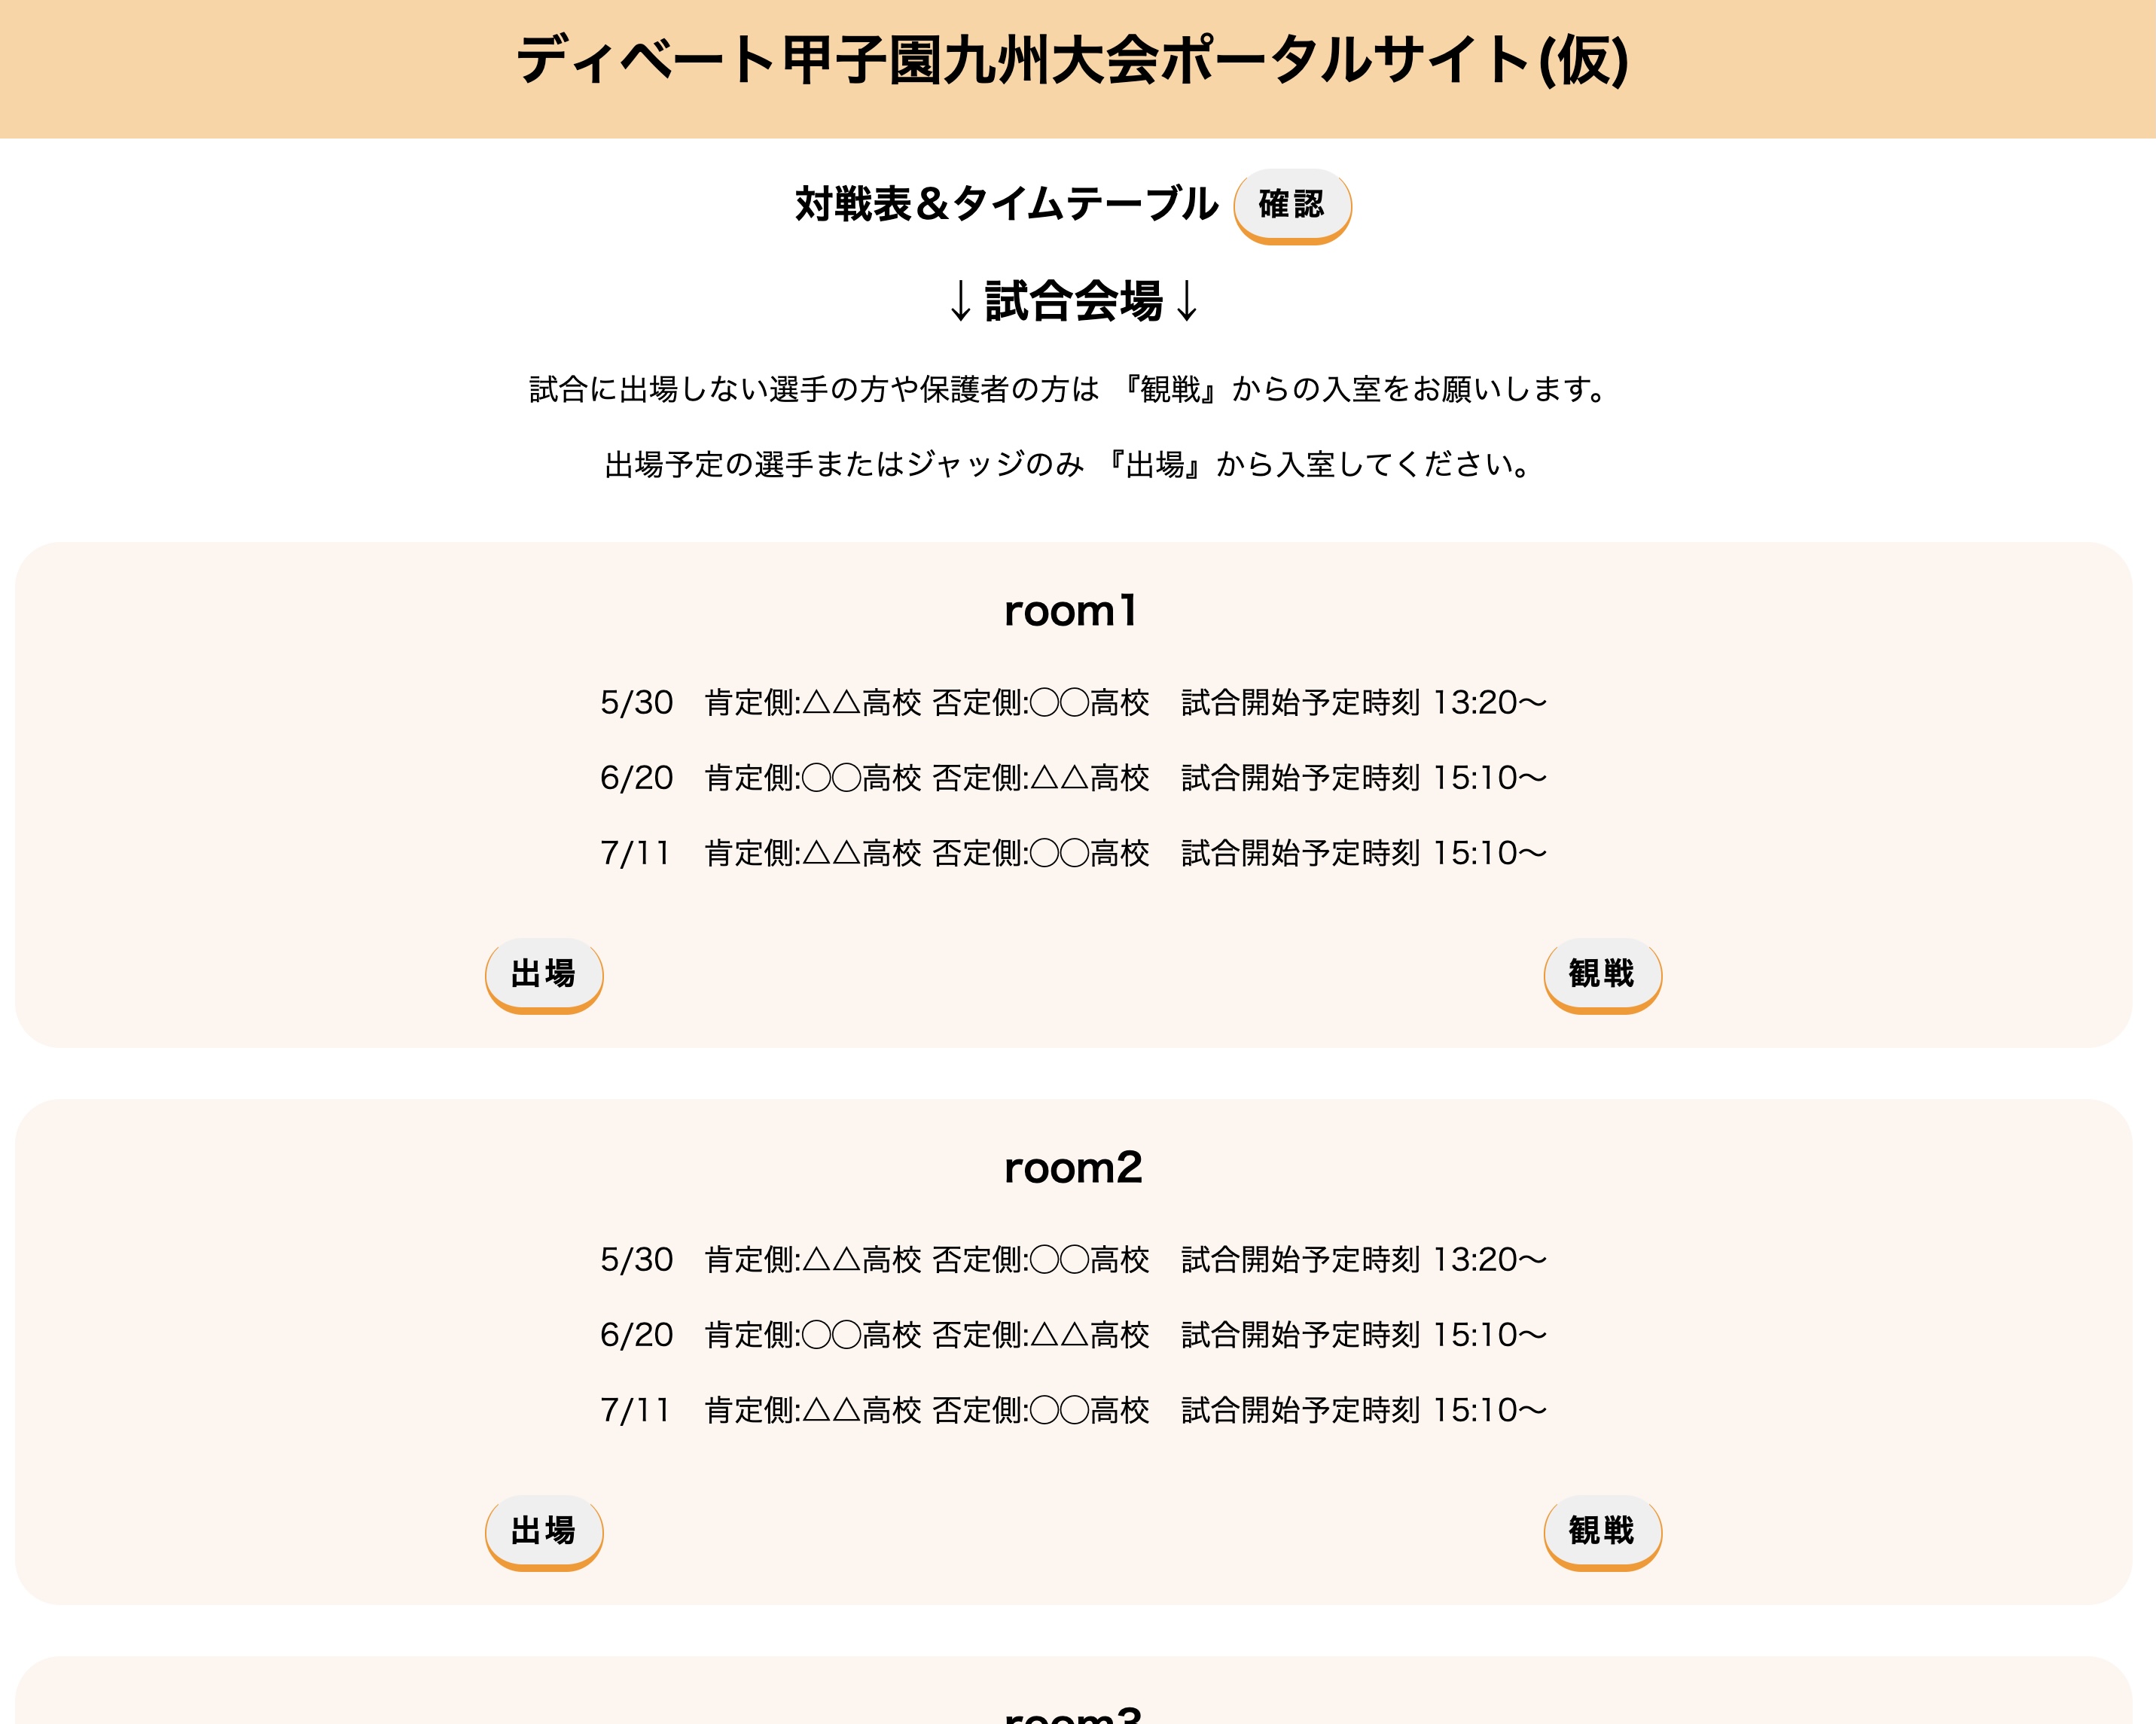 ディベート甲子園九州大会ポータルサイト(仮)
対戦表＆タイムテーブル 確認
↓試合会場↓
試合に出場しない選手の方や保護者の方は 『観戦』からの入室をお願いします。
出場予定の選手またはジャッジのみ 『出場』から入室してください。
room1
5/30　肯定側:△△高校 否定側:◯◯高校　試合開始予定時刻 13:20〜
6/20　肯定側:◯◯高校 否定側:△△高校　試合開始予定時刻 15:10〜
7/11　肯定側:△△高校 否定側:◯◯高校　試合開始予定時刻 15:10〜
出場 観戦
room2
5/30　肯定側:△△高校 否定側:◯◯高校　試合開始予定時刻 13:20〜
6/20　肯定側:◯◯高校 否定側:△△高校　試合開始予定時刻 15:10〜
7/11　肯定側:△△高校 否定側:◯◯高校　試合開始予定時刻 15:10〜
出場 観戦
room3